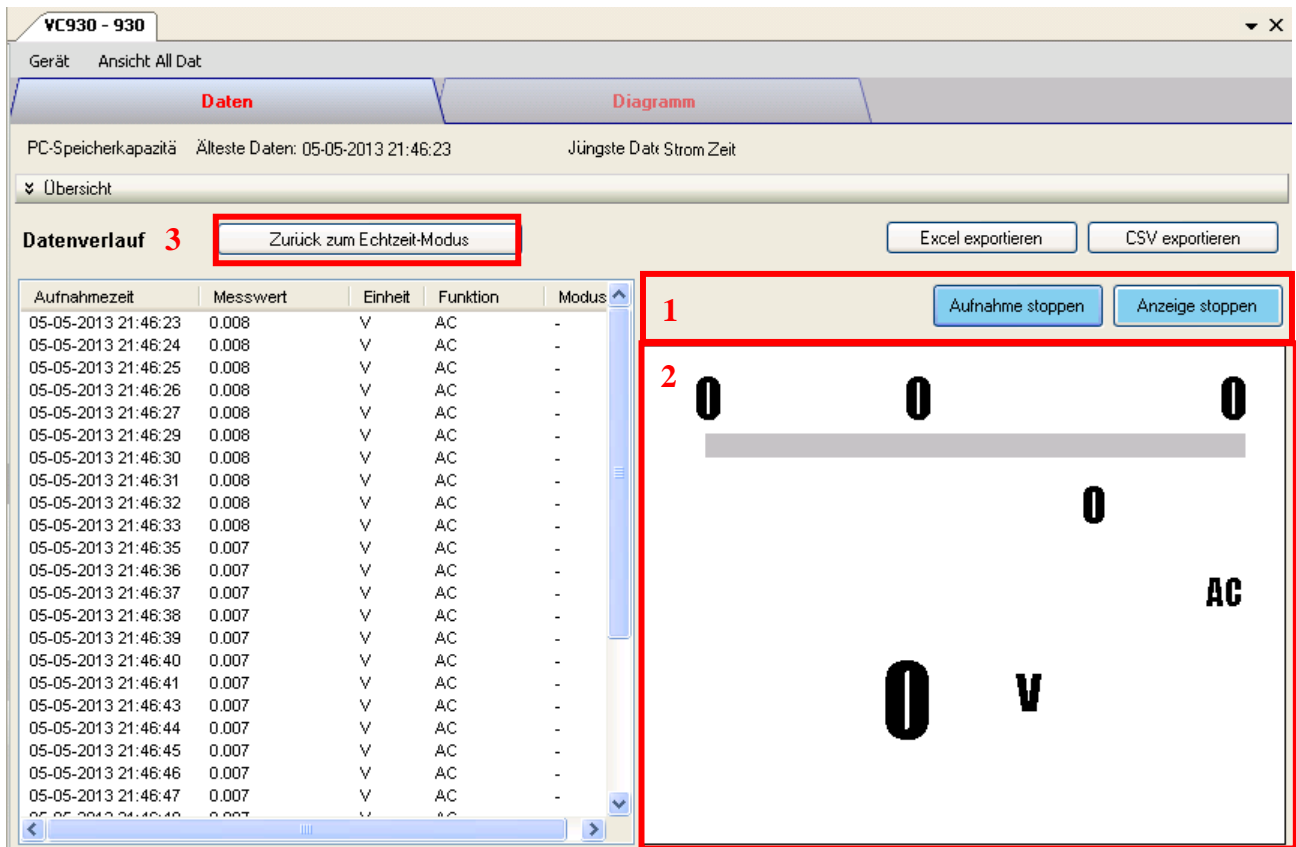 VC930 - 930
Gerät Ansicht All Dat
Daten Diagramm
PC-Speicherkapazitä Älteste Daten: 05-05-2013 21:46:23 Jüngste Date Strom Zeit
Übersicht
Datenverlauf 3 Zurück zum Echtzeit-Modus Excel exportieren CSV exportieren
Aufnahmezeit Messwert Einheit Funktion Modus
05-05-2013 21:46:23 0.008 V AC -
05-05-2013 21:46:24 0.008 V AC -
05-05-2013 21:46:25 0.008 V AC -
05-05-2013 21:46:26 0.008 V AC -
05-05-2013 21:46:27 0.008 V AC -
05-05-2013 21:46:29 0.008 V AC -
05-05-2013 21:46:30 0.008 V AC -
05-05-2013 21:46:31 0.008 V AC -
05-05-2013 21:46:32 0.008 V AC -
05-05-2013 21:46:33 0.008 V AC -
05-05-2013 21:46:35 0.007 V AC -
05-05-2013 21:46:36 0.007 V AC -
05-05-2013 21:46:37 0.007 V AC -
05-05-2013 21:46:38 0.007 V AC -
05-05-2013 21:46:39 0.007 V AC -
05-05-2013 21:46:40 0.007 V AC -
05-05-2013 21:46:41 0.007 V AC -
05-05-2013 21:46:43 0.007 V AC -
05-05-2013 21:46:44 0.007 V AC -
05-05-2013 21:46:45 0.007 V AC -
05-05-2013 21:46:46 0.007 V AC -
05-05-2013 21:46:47 0.007 V AC -
1 Aufnahme stoppen Anzeige stoppen
2 0 0 0
0
AC
0 V